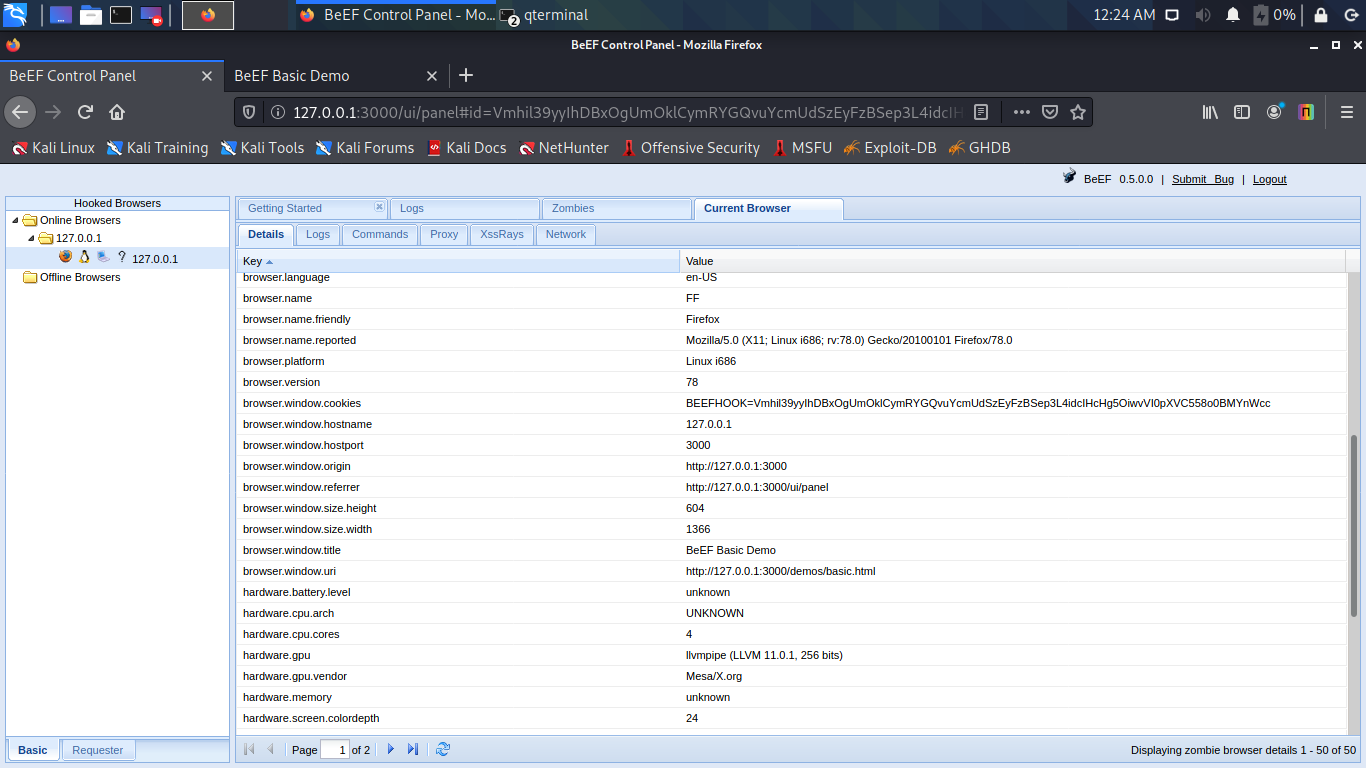 BeEF Control Panel - Mo... 2 qterminal 12:24 AM 0%
BeEF Control Panel - Mozilla Firefox
BeEF Control Panel BeEF Basic Demo
Kali Linux Kali Training Kali Tools Kali Forums Kali Docs NetHunter Offensive Security MSFU Exploit-DB GHDB
BeEF 0.5.0.0 | Submit Bug | Logout
Hooked Browsers
Online Browsers
127.0.0.1
? 127.0.0.1
Offline Browsers
Getting Started Logs Zombies Current Browser
Details Logs Commands Proxy XssRays Network
Key Value
browser.language en-US
browser.name FF
browser.name.friendly Firefox
browser.name.reported Mozilla/5.0 (X11; Linux i686; rv:78.0) Gecko/20100101 Firefox/78.0
browser.platform Linux i686
browser.version 78
browser.window.cookies
browser.window.hostname 127.0.0.1
browser.window.hostport 3000
browser.window.origin http://127.0.0.1:3000
browser.window.referrer http://127.0.0.1:3000/ui/panel
browser.window.size.height 604
browser.window.size.width 1366
browser.window.title BeEF Basic Demo
browser.window.uri http://127.0.0.1:3000/demos/basic.html
hardware.battery.level unknown
hardware.cpu.arch UNKNOWN
hardware.cpu.cores 4
hardware.gpu llvmpipe (LLVM 11.0.1, 256 bits)
hardware.gpu.vendor Mesa/X.org
hardware.memory unknown
hardware.screen.colordepth 24
Basic Requester
Page 1 of 2 Displaying zombie browser details 1 - 50 of 50